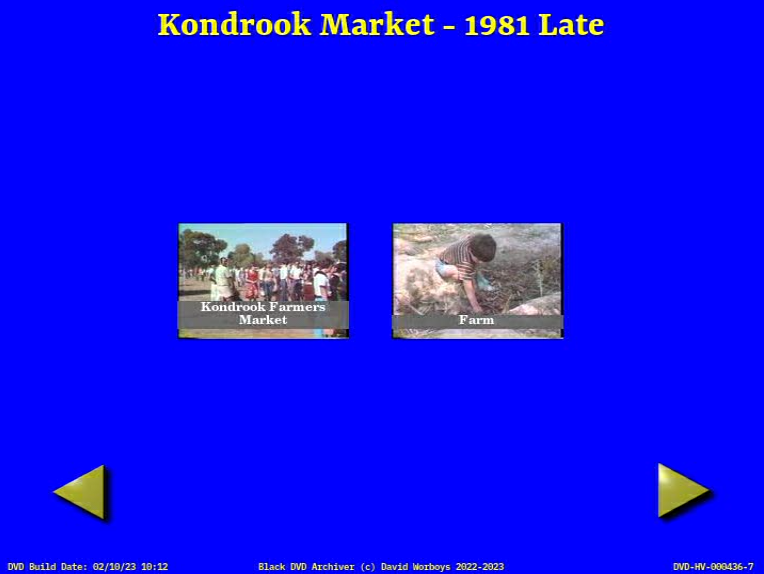 Kondrook Market - 1981 Late
Kondrook Farmers
Market
Farm
DVD Build Date: 02/10/23 10:12
Black DVD Archiver (c) David Worboys 2022-2023
DVD-HV-000436-7